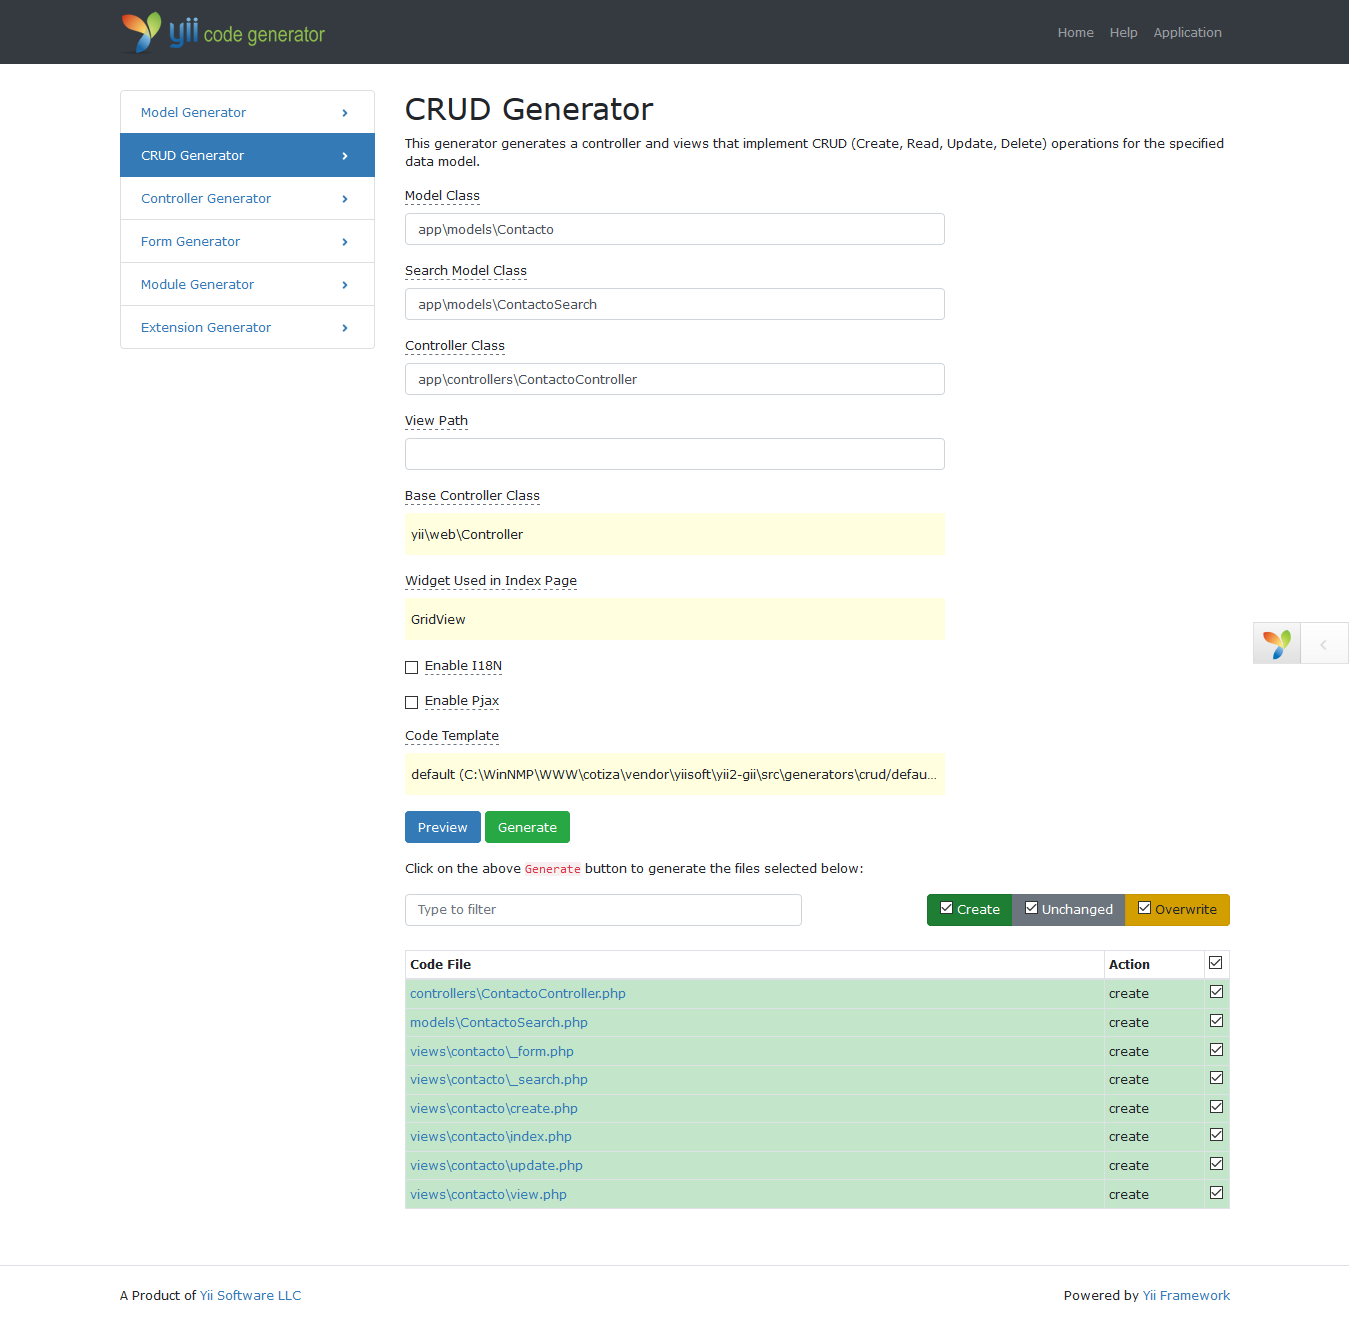 yii code generator
Home Help Application
Model Generator
CRUD Generator
Controller Generator
Form Generator
Module Generator
Extension Generator
CRUD Generator
This generator generates a controller and views that implement CRUD (Create, Read, Update, Delete) operations for the specified
data model.
Model Class
app\models\Contacto
Search Model Class
app\models\ContactoSearch
Controller Class
app\controllers\ContactoController
View Path
Base Controller Class
yii\web\Controller
Widget Used in Index Page
GridView
Enable I18N
Enable Pjax
Code Template
default (C:\WinNMP\WWW\cotiza\vendor\yiisoft\yii2-gii\src\generators\crud/defau...
Preview Generate
Click on the above Generate button to generate the files selected below:
Type to filter Create Unchanged Overwrite
Code File Action
controllers\ContactoController.php create
models\ContactoSearch.php create
views\contacto\_form.php create
views\contacto\_search.php create
views\contacto\create.php create
views\contacto\index.php create
views\contacto\update.php create
views\contacto\view.php create
A Product of Yii Software LLC Powered by Yii Framework